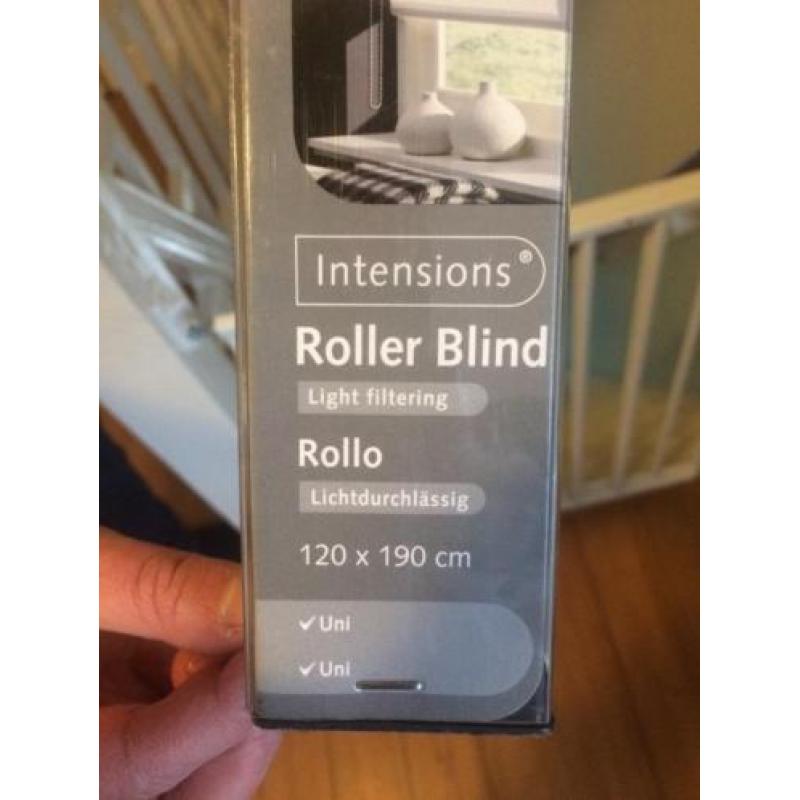 Intensions®
Roller Blind
Light filtering
Rollo
Lichtdurchlässig
120 x 190 cm
✓ Uni
✓ Uni